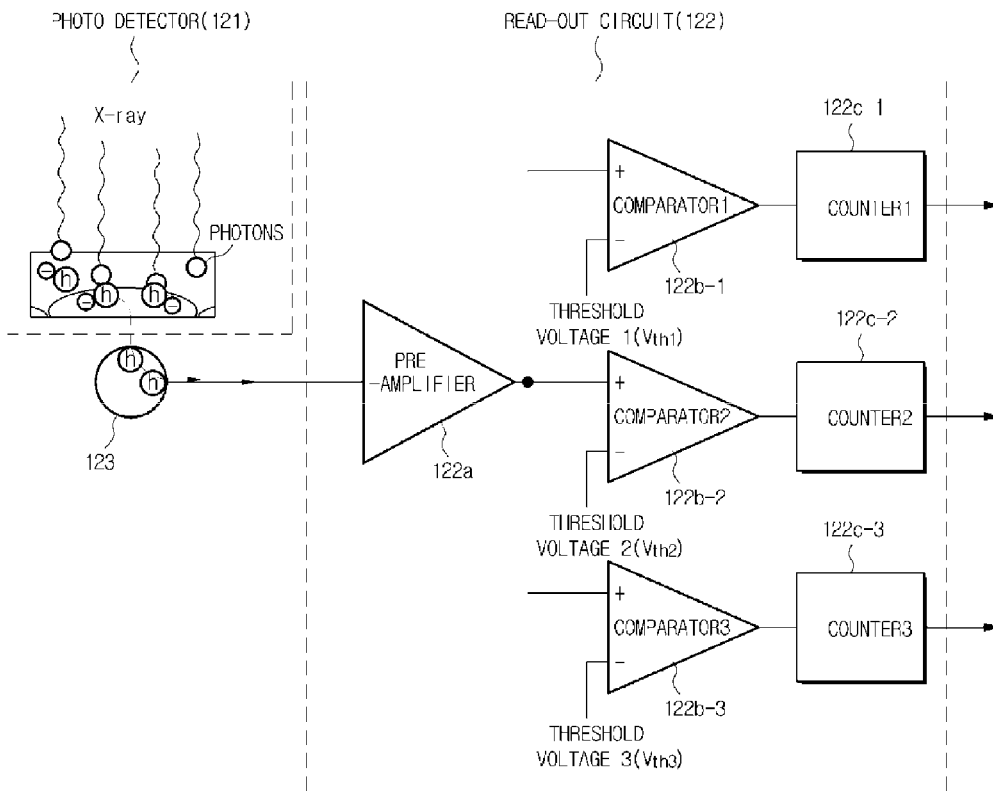 PHOTO DETECTOR(121)
READ-OUT CIRCUIT(122)
X-ray
PHOTONS
−
h
−
h
h
−
h
h
123
PRE
-AMPLIFIER
122a
+
COMPARATOR1
−
122b-1
THRESHOLD
VOLTAGE 1(Vth1)
122c-1
COUNTER1
+
COMPARATOR2
−
122b-2
THRESHOLD
VOLTAGE 2(Vth2)
122c-2
COUNTER2
+
COMPARATOR3
−
122b-3
THRESHOLD
VOLTAGE 3(Vth3)
122c-3
COUNTER3